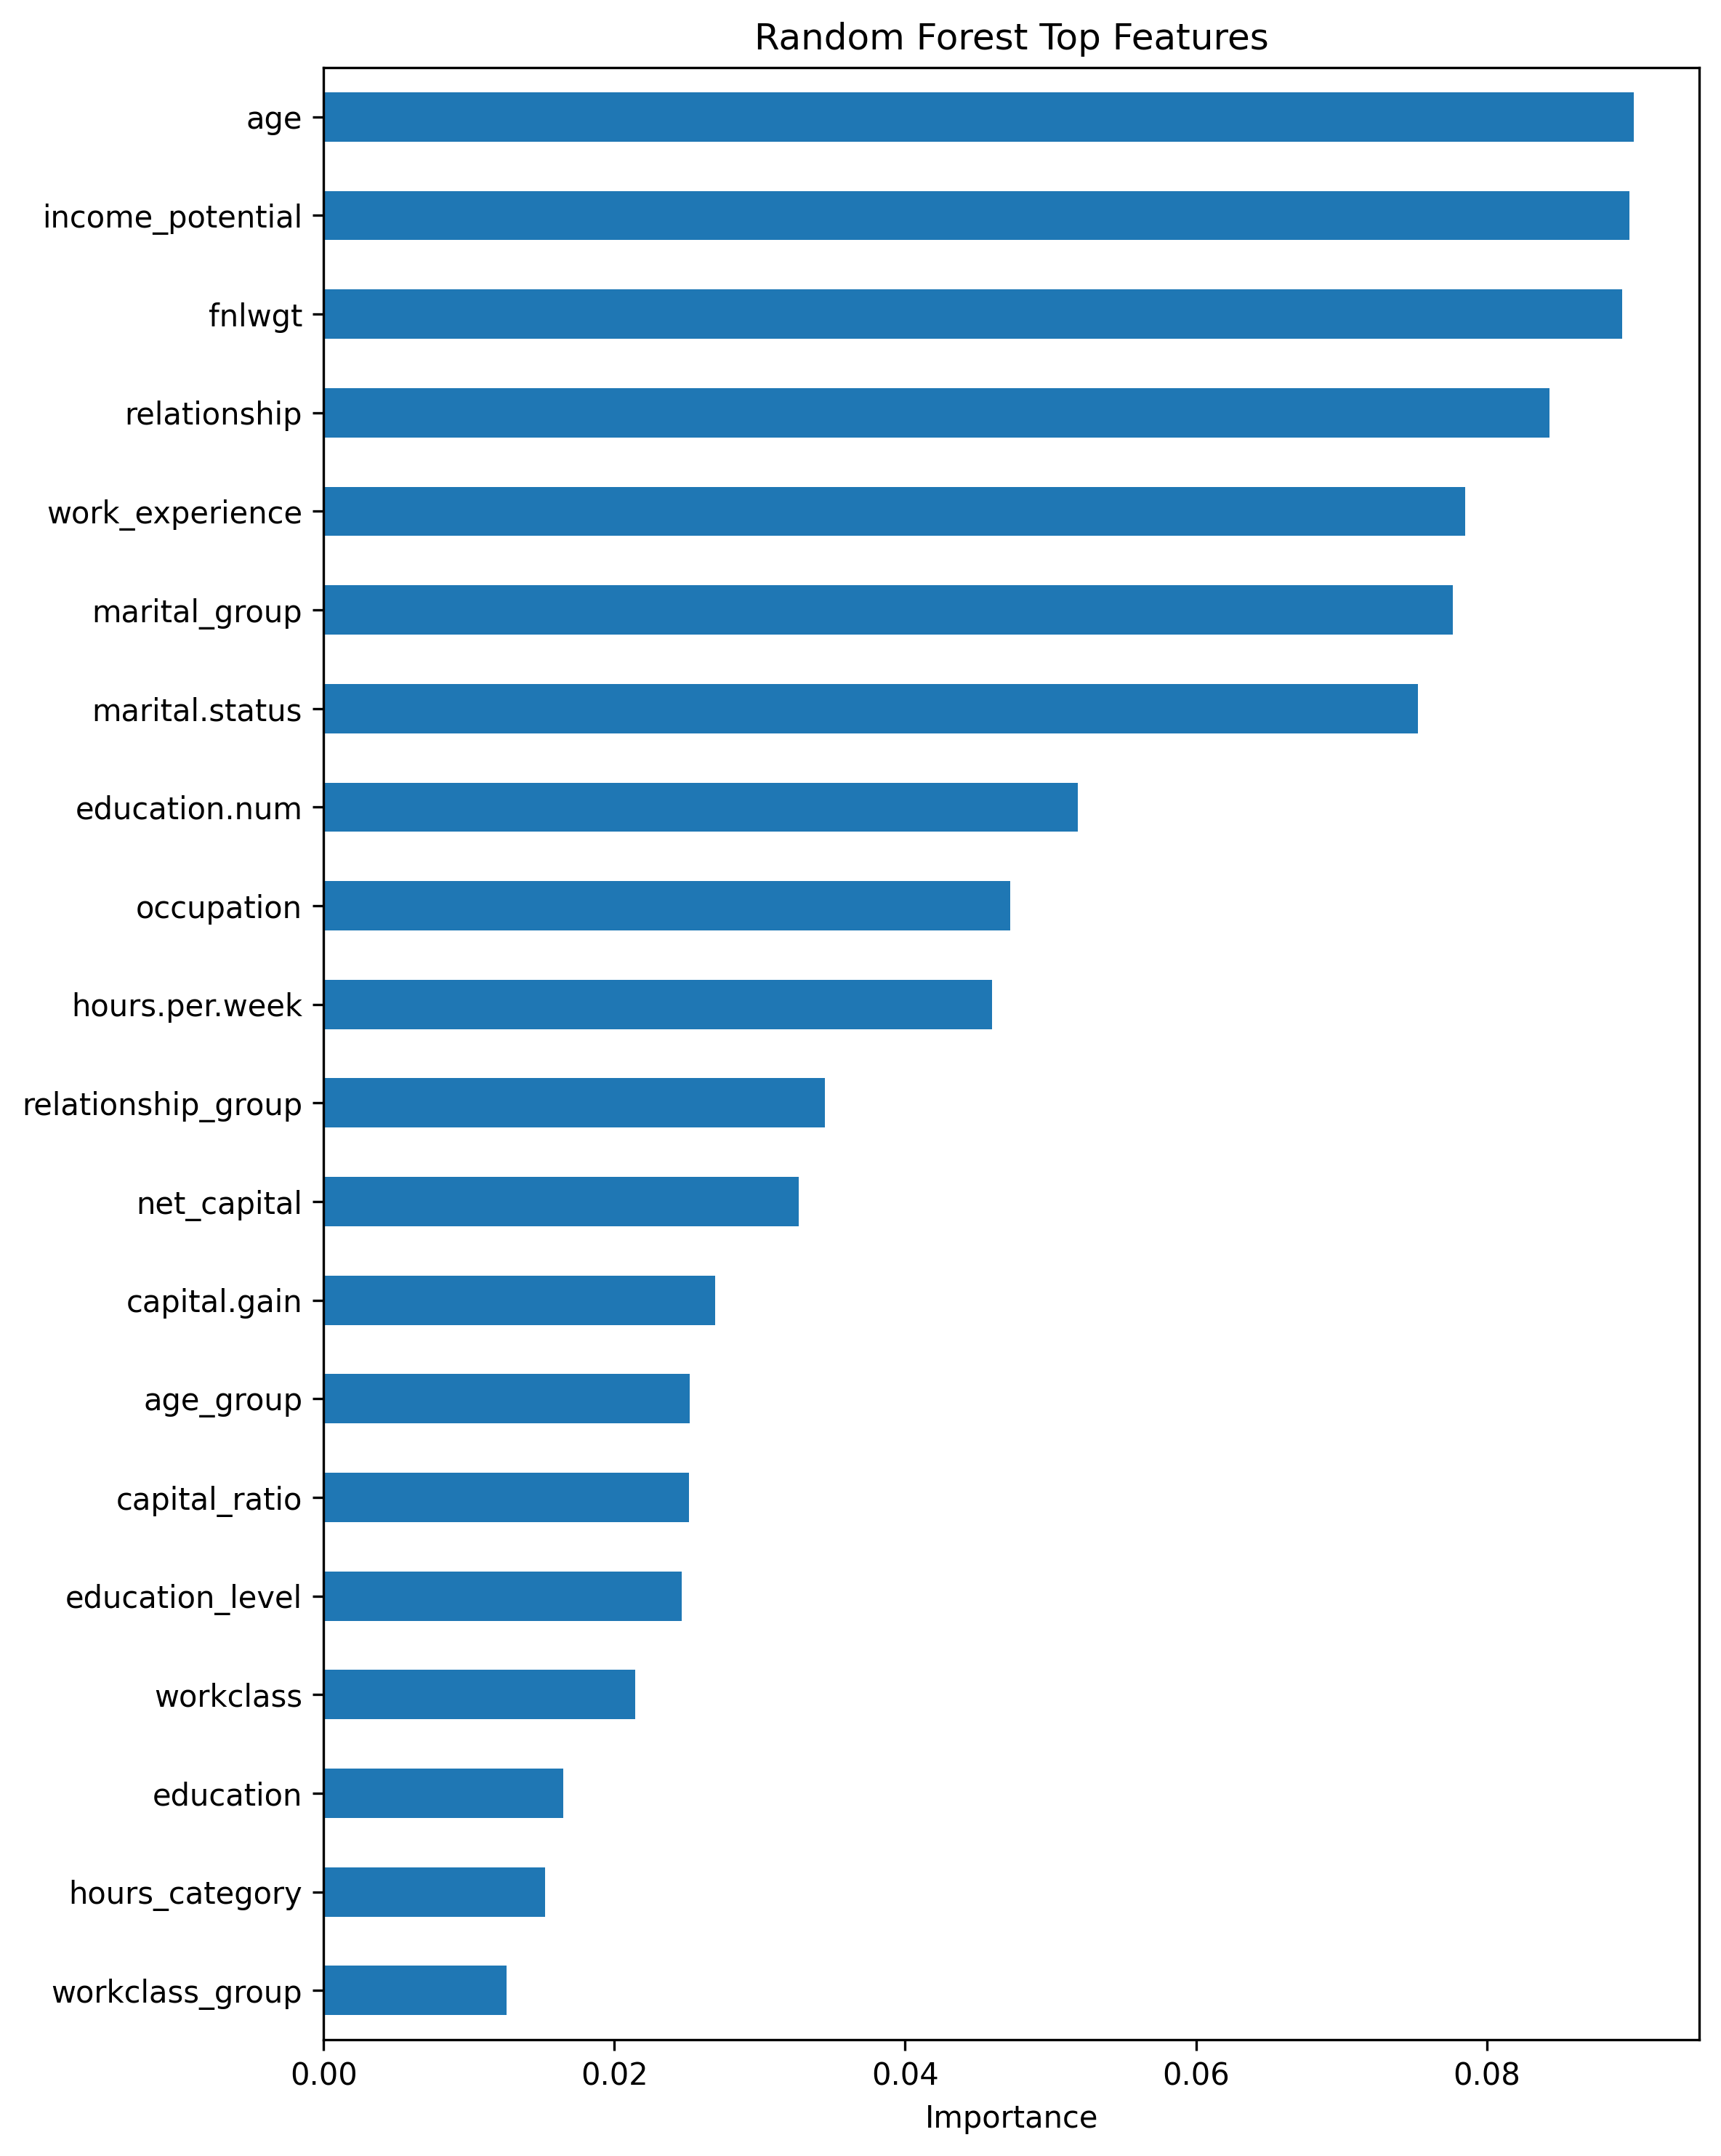 Random Forest Top Features
age
income_potential
fnlwgt
relationship
work_experience
marital_group
marital.status
education.num
occupation
hours.per.week
relationship_group
net_capital
capital.gain
age_group
capital_ratio
education_level
workclass
education
hours_category
workclass_group
0.00 0.02 0.04 0.06 0.08
Importance